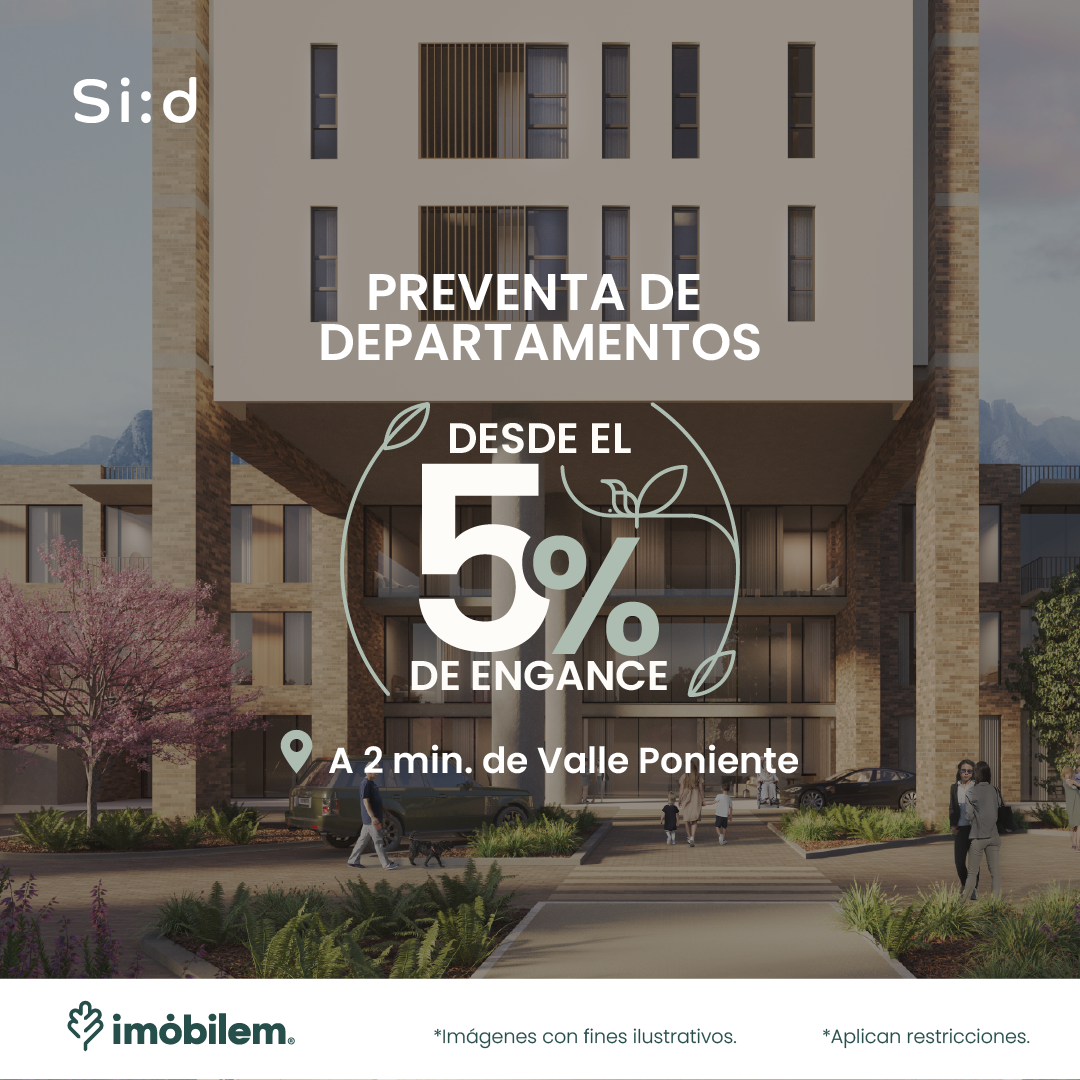 Si:d
PREVENTA DE
DEPARTAMENTOS
DESDE EL
5%
DE ENGANCE
A 2 min. de Valle Poniente
imóbilem®
*Imágenes con fines ilustrativos.
*Aplican restricciones.